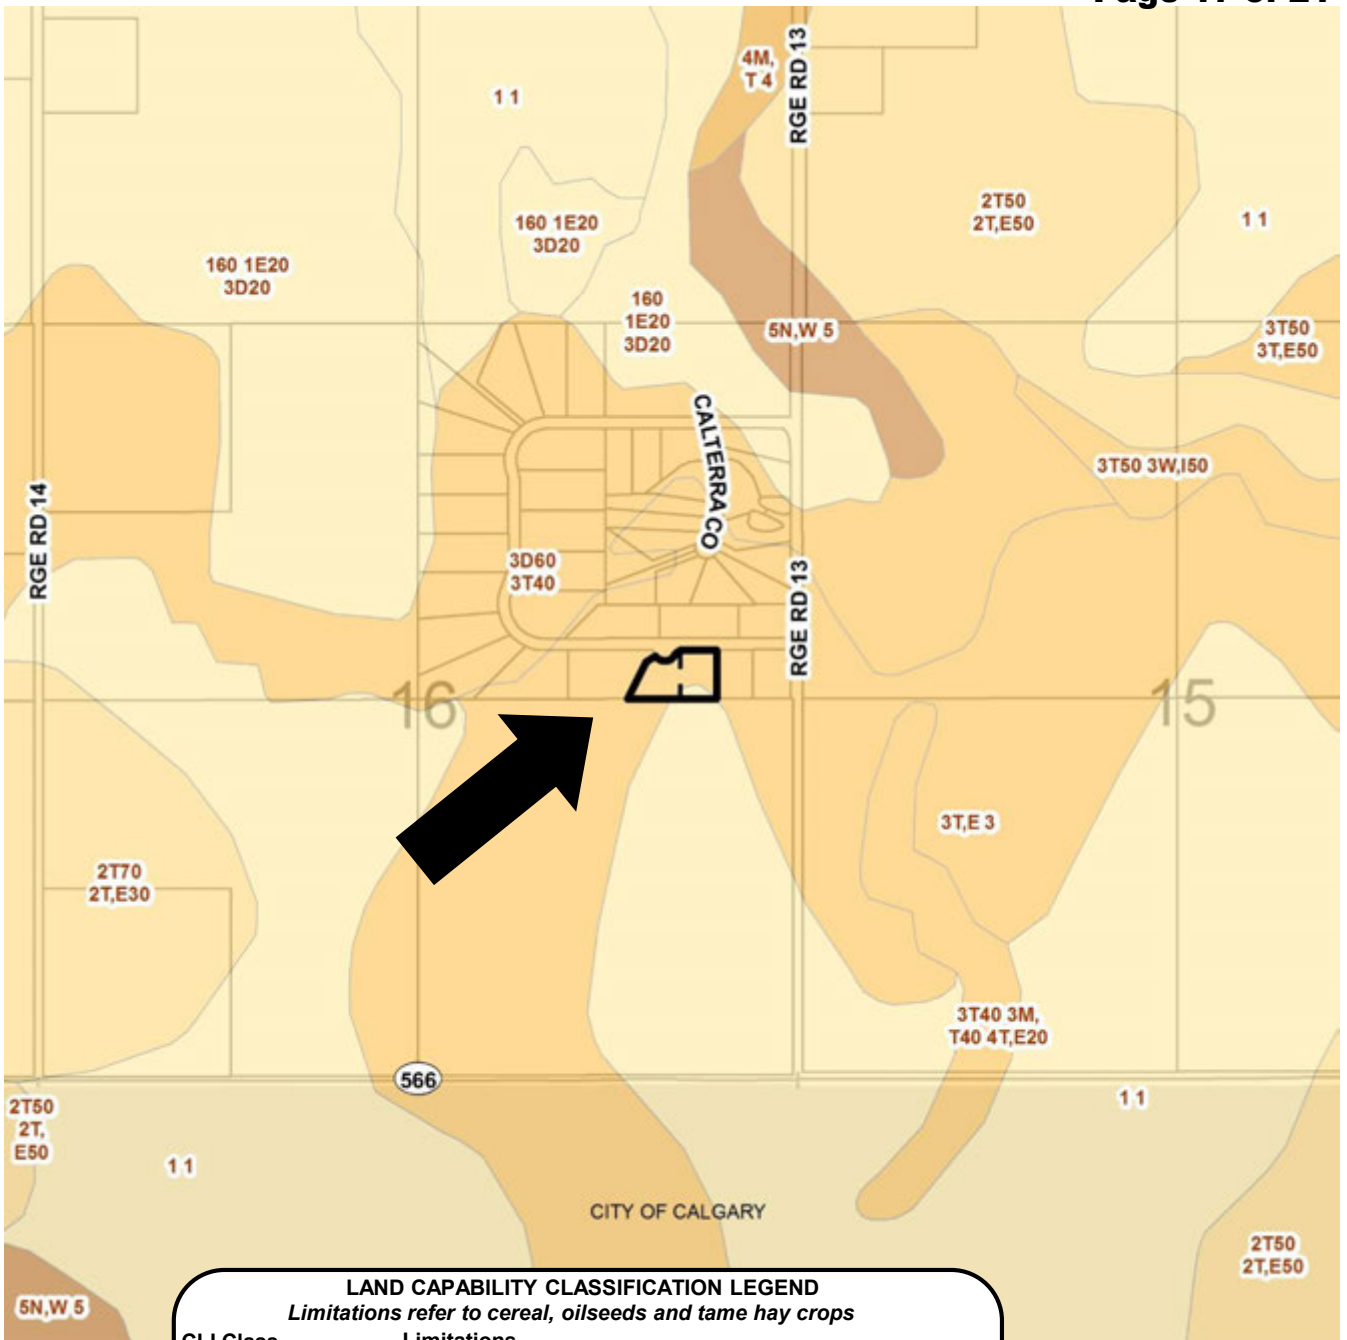 4M,
T 4
RGE RD 13
1 1
2T50
2T,E50
1 1
160 1E20
3D20
160 1E20
3D20
160
1E20
3D20
5N,W 5
3T50
3T,E50
CALTERRA CO
3T50 3W,I50
RGE RD 14
3D60
3T40
RGE RD 13
16
15
3T,E 3
2T70
2T,E30
3T40 3M,
T40 4T,E20
566
2T50
2T,
E50
1 1
1 1
CITY OF CALGARY
2T50
2T,E50
5N,W 5
LAND CAPABILITY CLASSIFICATION LEGEND
Limitations refer to cereal, oilseeds and tame hay crops
CLI Class
Limitations